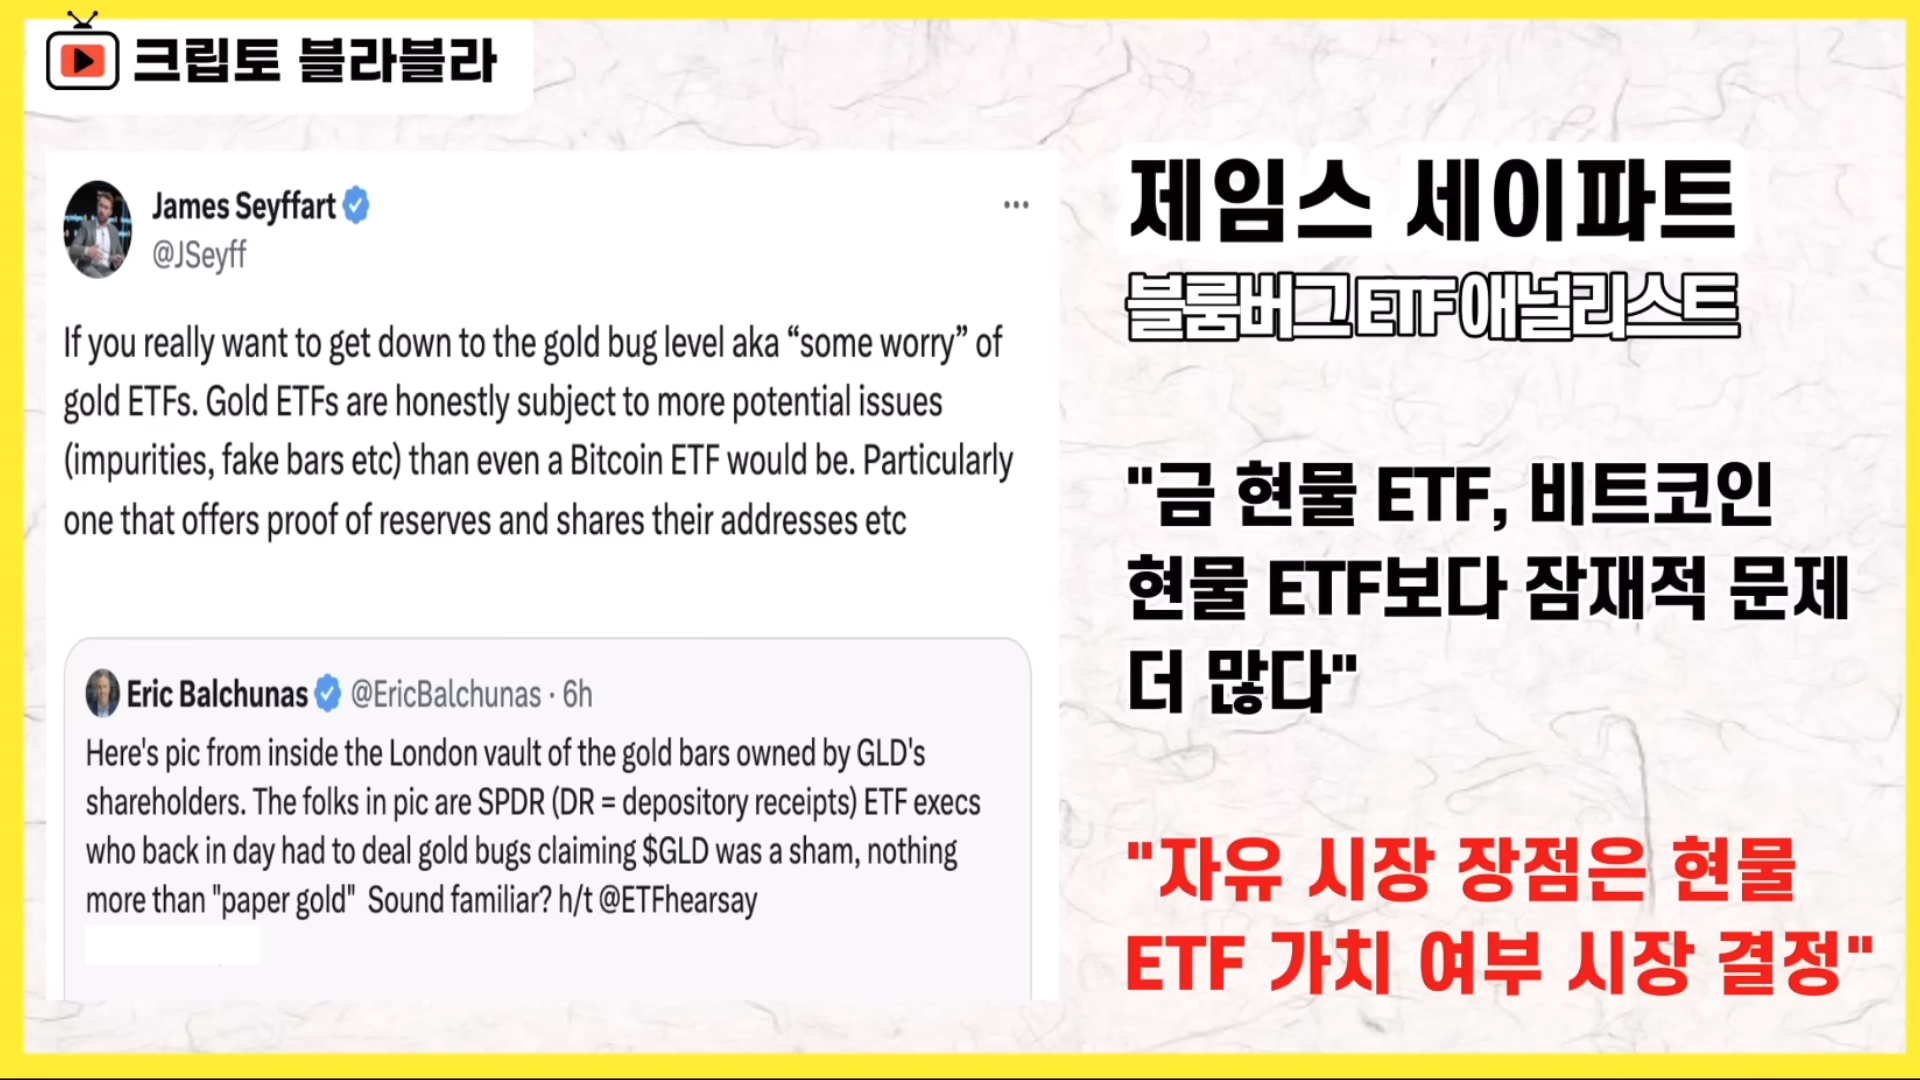 크립토 블라블라
James Seyffart
@JSeyff
If you really want to get down to the gold bug level aka “some worry” of
gold ETFs. Gold ETFs are honestly subject to more potential issues
(impurities, fake bars etc) than even a Bitcoin ETF would be. Particularly
one that offers proof of reserves and shares their addresses etc
Eric Balchunas @EricBalchunas · 6h
Here's pic from inside the London vault of the gold bars owned by GLD's
shareholders. The folks in pic are SPDR (DR = depository receipts) ETF execs
who back in day had to deal gold bugs claiming $GLD was a sham, nothing
more than "paper gold" Sound familiar? h/t @ETFhearsay
제임스 세이파트
블룸버그 ETF 애널리스트
"금 현물 ETF, 비트코인
현물 ETF보다 잠재적 문제
더 많다"
"자유 시장 장점은 현물
ETF 가치 여부 시장 결정"